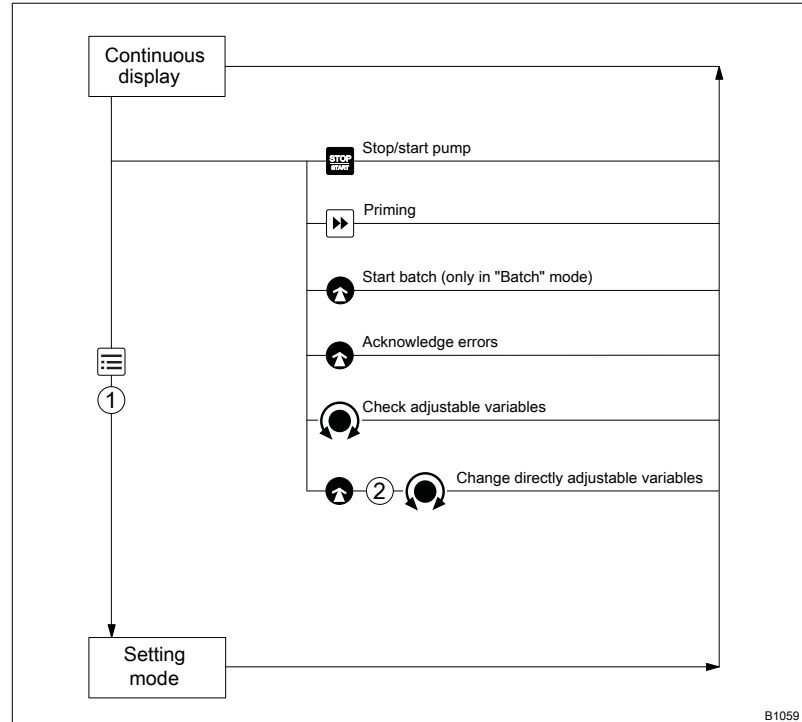 Continuous
display
Stop/start pump
STOP
START
Priming
Start batch (only in "Batch" mode)
Acknowledge errors
1
Check adjustable variables
2
Change directly adjustable variables
Setting
mode
B1059